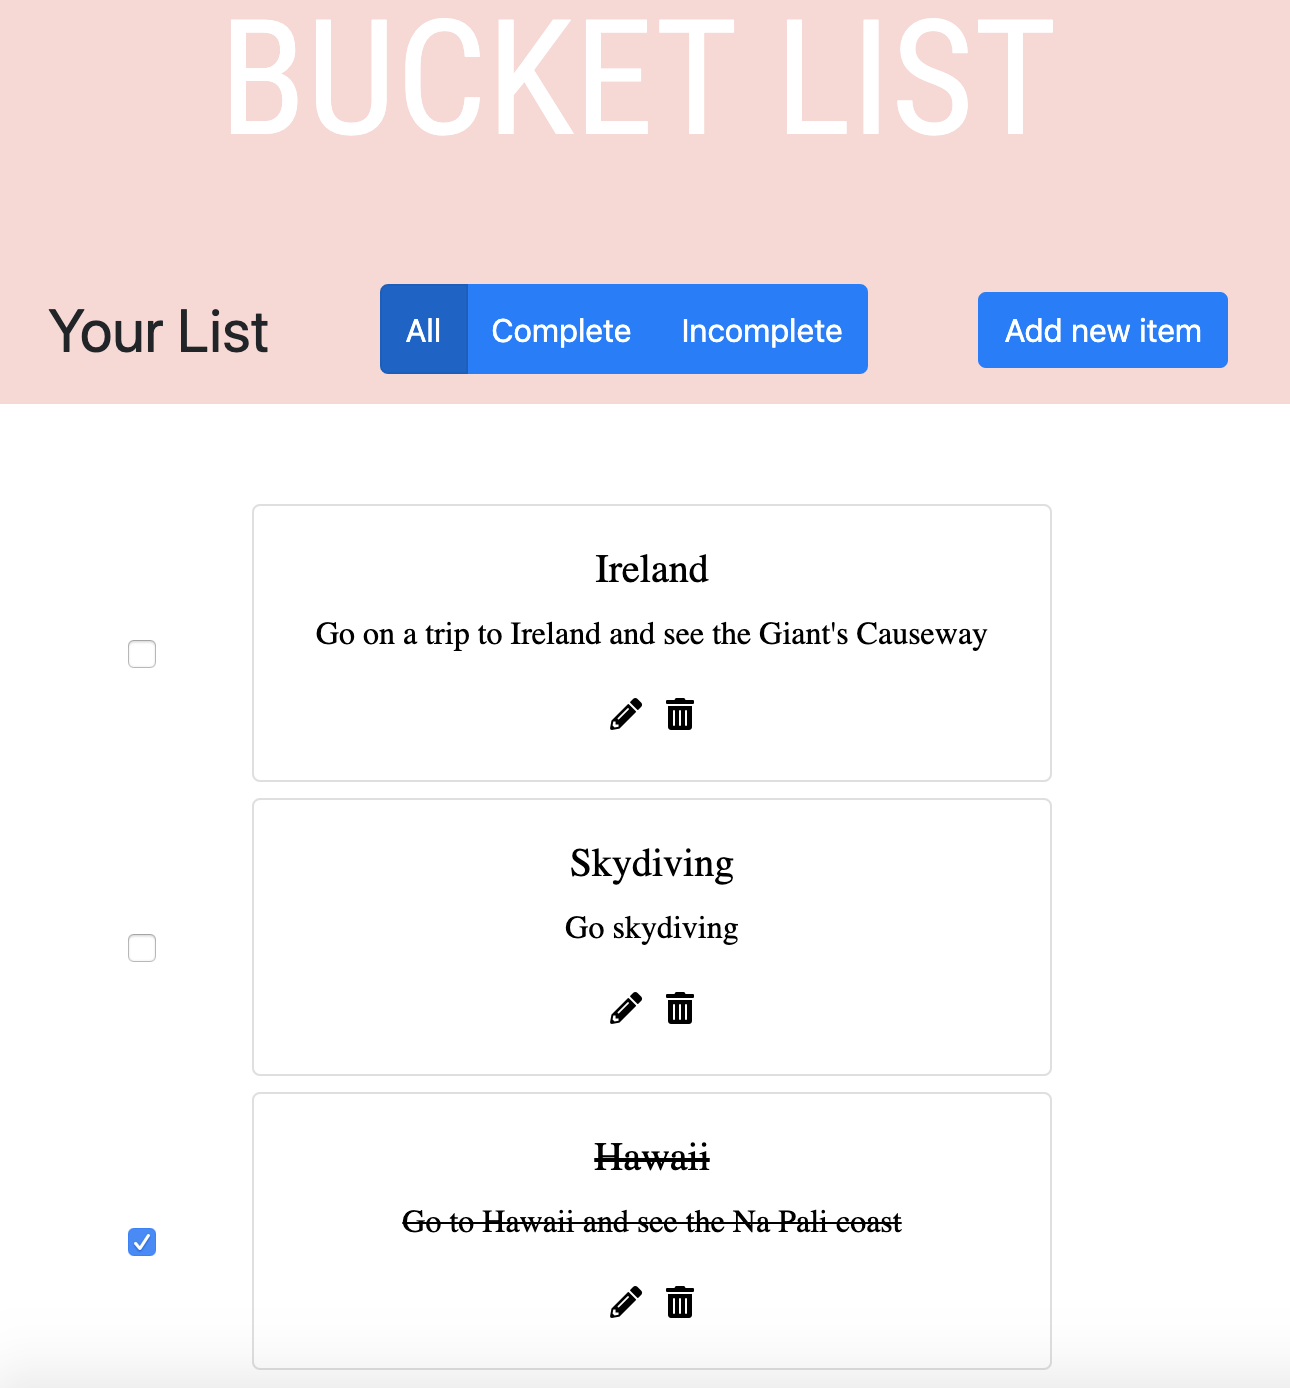 BUCKET LIST
Your List
All Complete Incomplete
Add new item
Ireland
Go on a trip to Ireland and see the Giant's Causeway
Skydiving
Go skydiving
Hawaii
Go to Hawaii and see the Na Pali coast